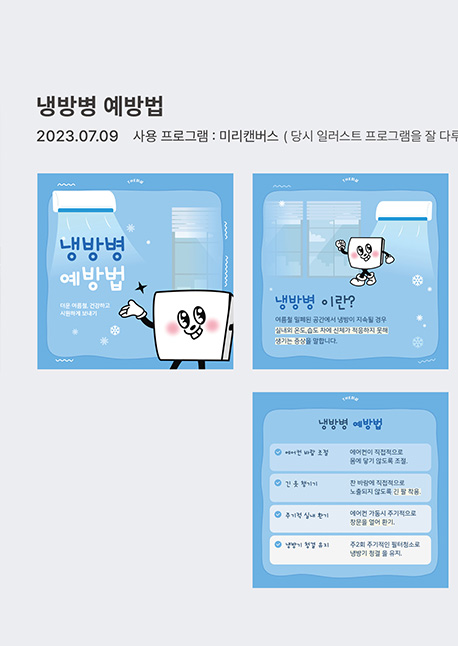 냉방병 예방법
2023.07.09 사용 프로그램 : 미리캔버스 ( 당시 일러스트 프로그램을 잘 다루
냉방병
예방법
더운 여름철, 건강하고
시원하게 보내기
냉방병 이란?
여름철 밀폐된 공간에서 냉방이 지속될 경우
실내외 온도,습도 차에 신체가 적응하지 못해
생기는 증상을 말합니다.
냉방병 예방법
에어컨 바람 조절
에어컨이 직접적으로
몸에 닿기 않도록 조절.
긴 옷 챙기기
찬 바람에 직접적으로
노출되지 않도록 긴 팔 착용.
주기적 실내 환기
에어컨 가동시 주기적으로
창문을 열어 환기.
냉방기 청결 유지
주2회 주기적인 필터청소로
냉방기 청결 을 유지.